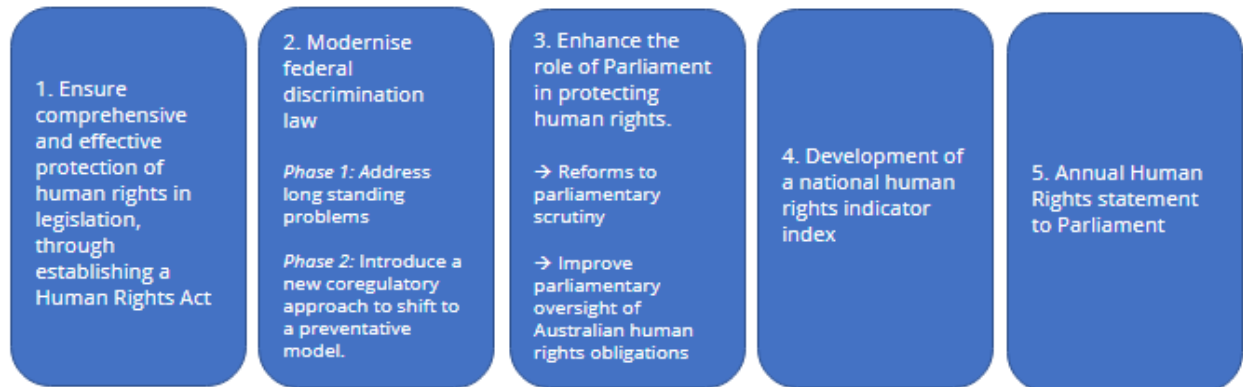 1. Ensure
comprehensive
and effective
protection of
human rights in
legislation,
through
establishing a
Human Rights Act
2. Modernise
federal
discrimination
law
Phase 1: Address
long standing
problems
Phase 2: Introduce a
new coregulatory
approach to shift to
a preventative
model.
3. Enhance the
role of Parliament
in protecting
human rights.
→ Reforms to
parliamentary
scrutiny
→ Improve
parliamentary
oversight of
Australian human
rights obligations
4. Development of
a national human
rights indicator
index
5. Annual Human
Rights statement
to Parliament